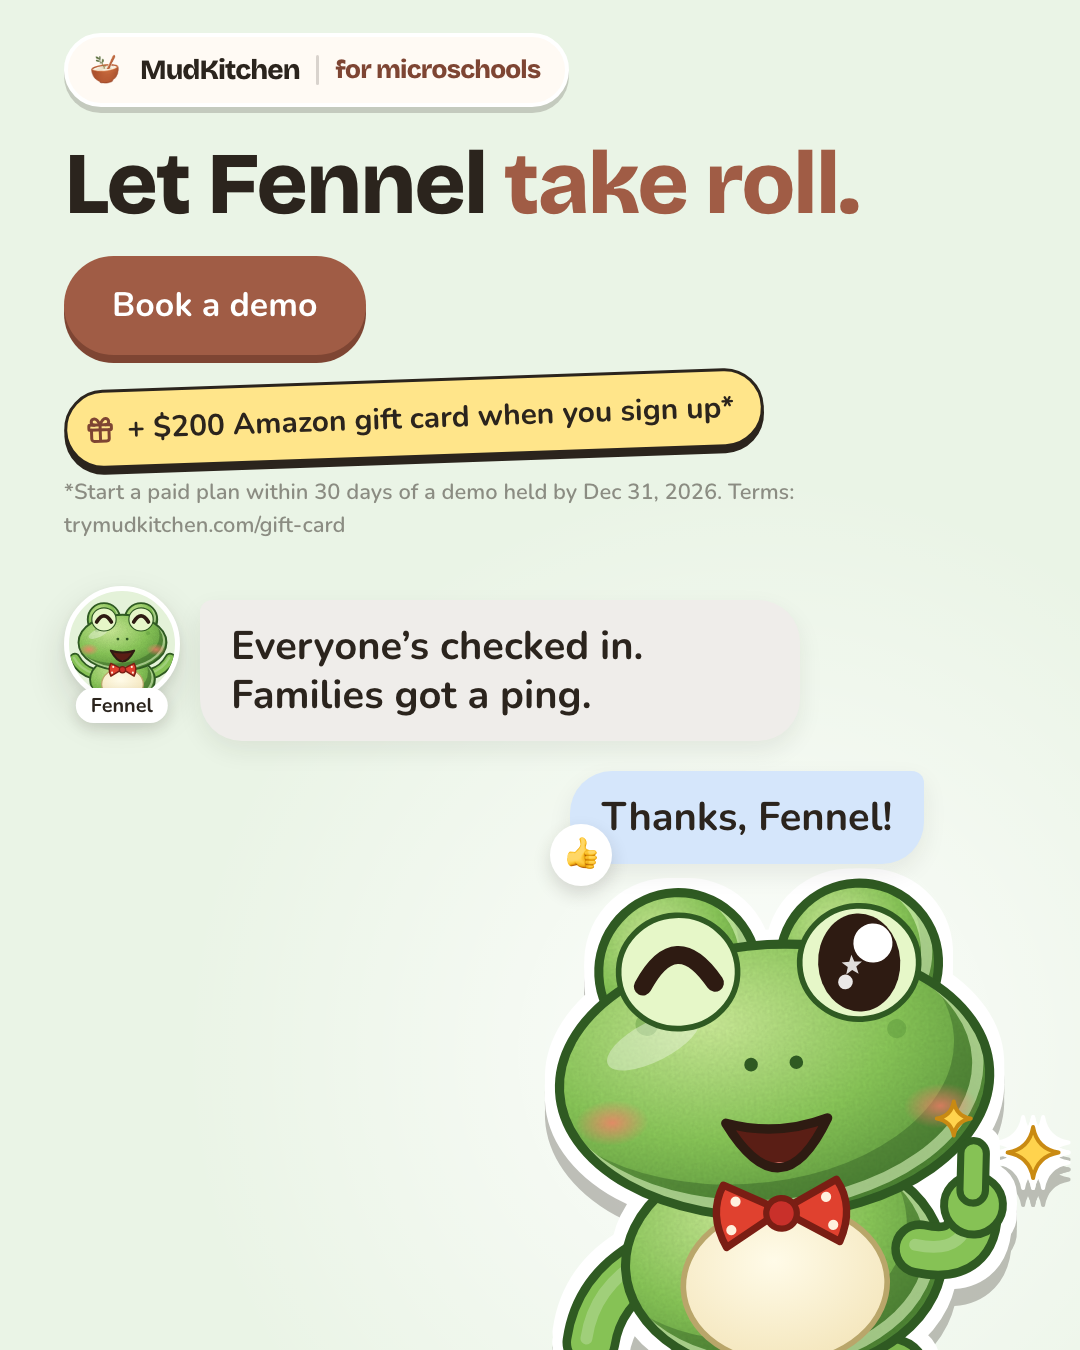 MudKitchen | for microschools
Let Fennel take roll.
Book a demo
+ $200 Amazon gift card when you sign up*
*Start a paid plan within 30 days of a demo held by Dec 31, 2026. Terms:
trymudkitchen.com/gift-card
Everyone’s checked in.
Families got a ping.
Fennel
Thanks, Fennel!